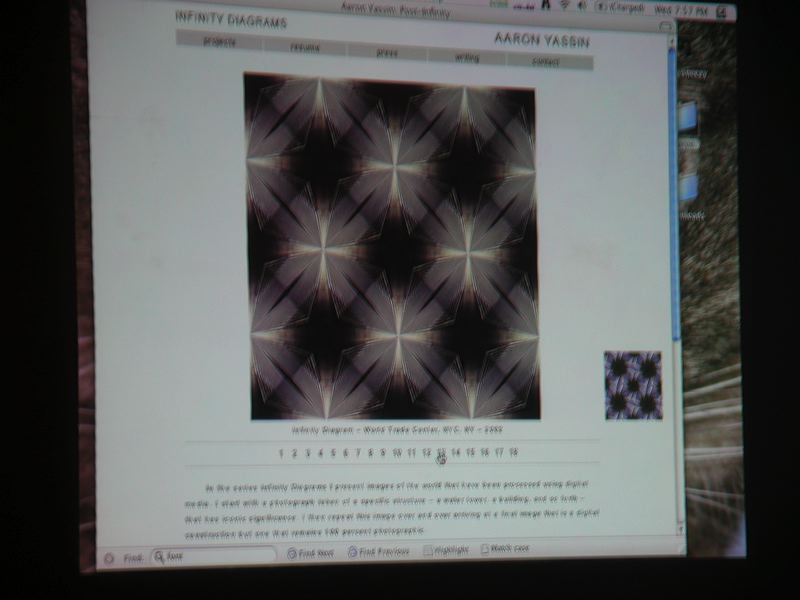 Aaron Yassin: Post-Infinity
(Charged) Wed 7:57 PM
INFINITY DIAGRAMS
AARON YASSIN
projects resume press writing contact
Infinity Diagram - World Trade Center, NYC, NY - 2002
1 2 3 4 5 6 7 8 9 10 11 12 13 14 15 16 17 18
In the series Infinity Diagrams I present images of the world that have been processed using digital
media. I start with a photograph taken of a specific structure - a water tower, a building, and so forth -
that has iconic significance. I then repeat this image over and over arriving at a final image that is a digital
construction but one that remains 100 percent photographic.
Find: Find Next Find Previous Highlight Match case